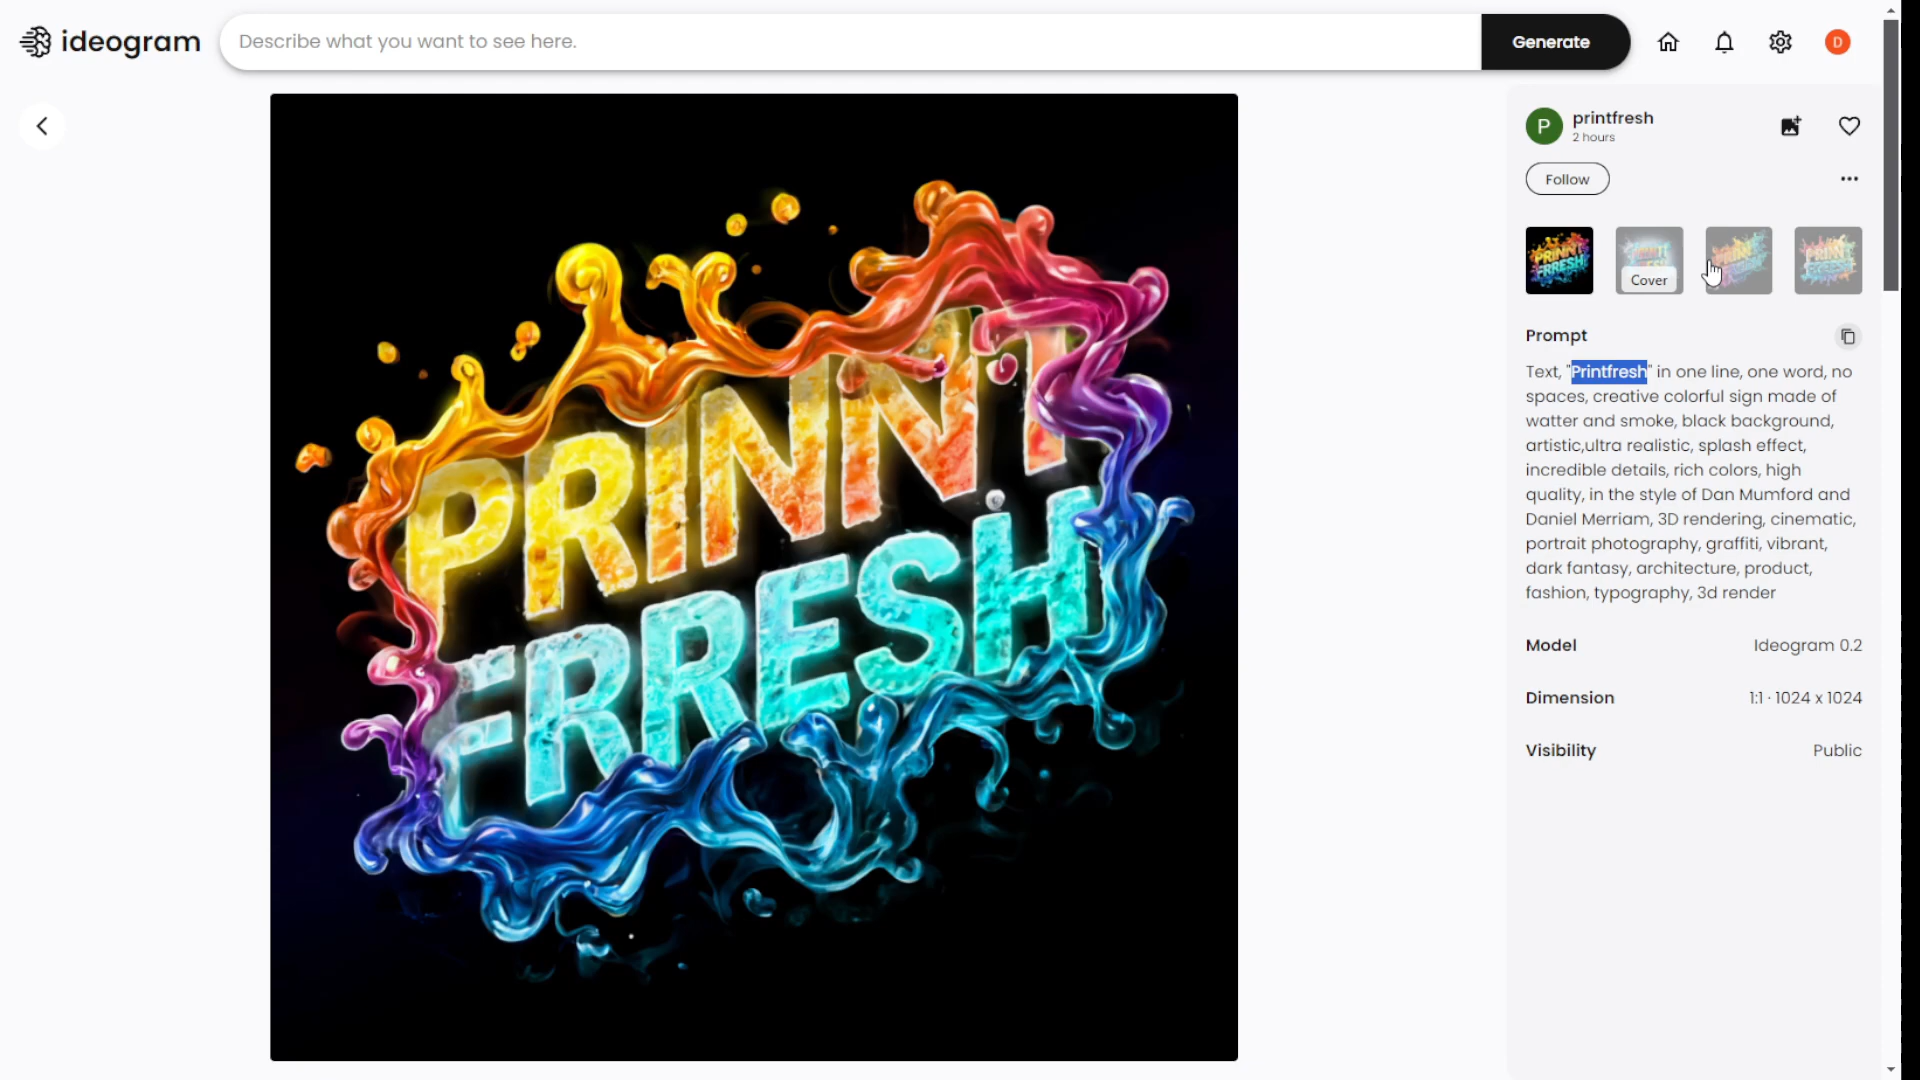 ideogram
Describe what you want to see here.
Generate
D
P
printfresh
2 hours
Follow
Cover
PRINNT
FRRESH
Prompt
Text, "Printfresh" in one line, one word, no
spaces, creative colorful sign made of
watter and smoke, black background,
artistic,ultra realistic, splash effect,
incredible details, rich colors, high
quality, in the style of Dan Mumford and
Daniel Merriam, 3D rendering, cinematic,
portrait photography, graffiti, vibrant,
dark fantasy, architecture, product,
fashion, typography, 3d render
Model
Ideogram 0.2
Dimension
1:1 · 1024 x 1024
Visibility
Public